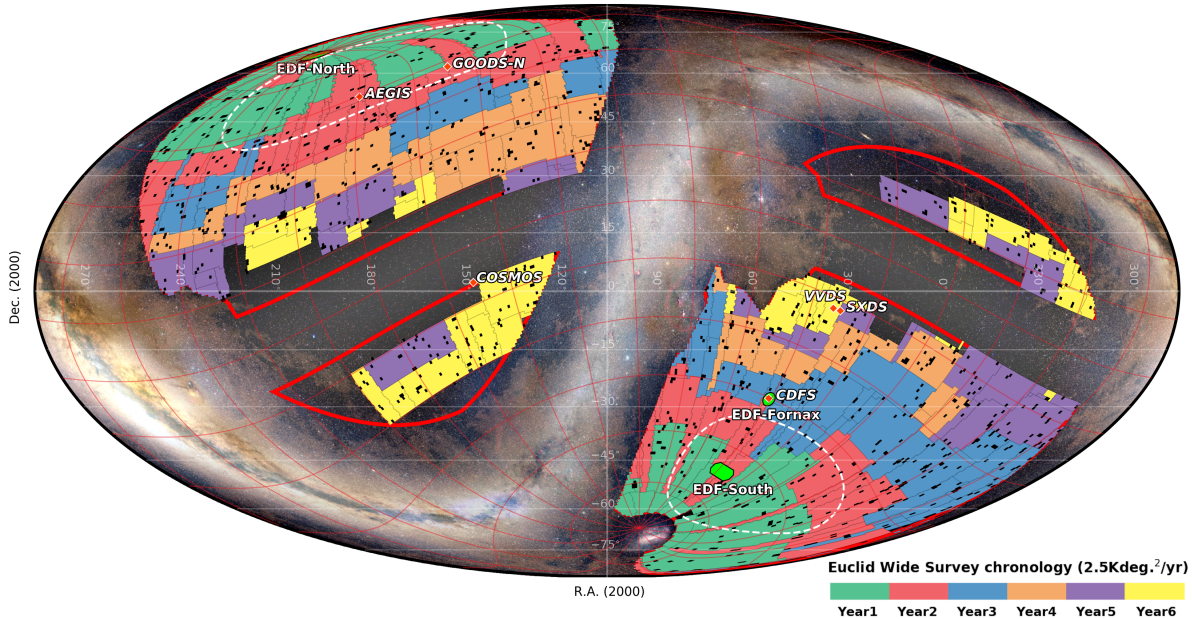 75°
60°
45°
30°
15°
0°
−15°
−30°
−45°
−60°
−75°
270
240
210
180
150
120
90
60
30
0
330
300
EDF-North
GOODS-N
AEGIS
COSMOS
VVDS
SXDS
CDFS
EDF-Fornax
EDF-South
Dec. (2000)
R.A. (2000)
Euclid Wide Survey chronology (2.5Kdeg.²/yr)
Year1 Year2 Year3 Year4 Year5 Year6